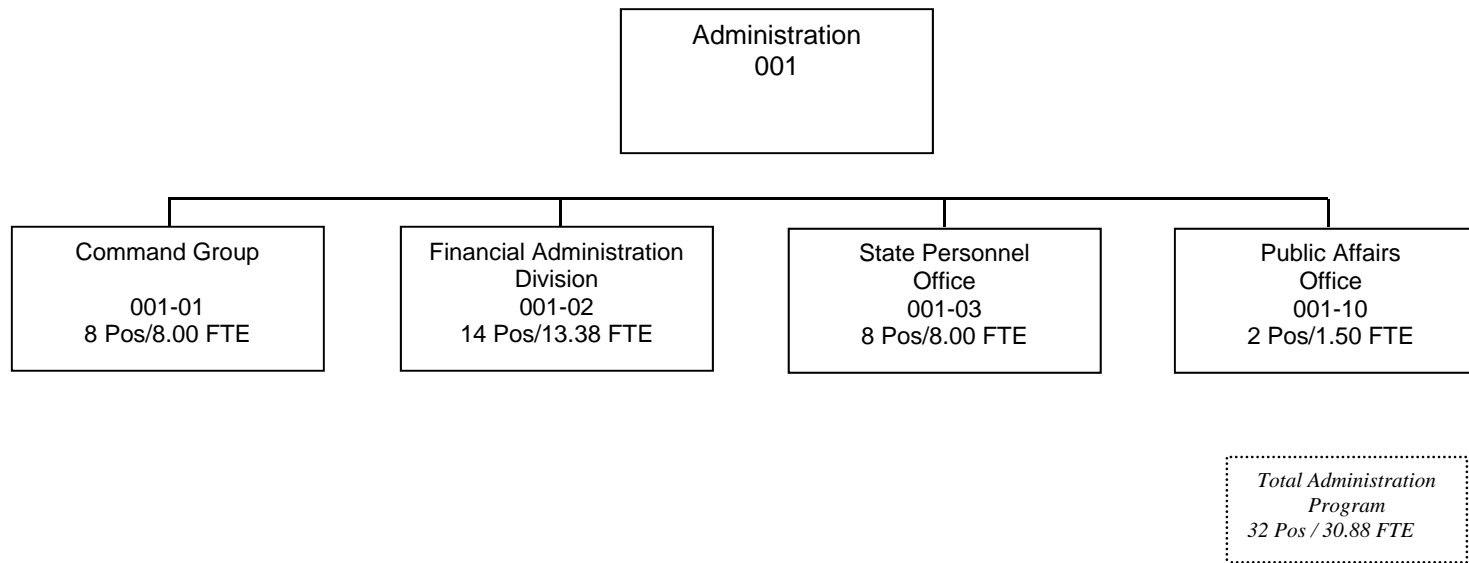 Administration
001
Command Group
001-01
8 Pos/8.00 FTE
Financial Administration
Division
001-02
14 Pos/13.38 FTE
State Personnel
Office
001-03
8 Pos/8.00 FTE
Public Affairs
Office
001-10
2 Pos/1.50 FTE
Total Administration
Program
32 Pos / 30.88 FTE